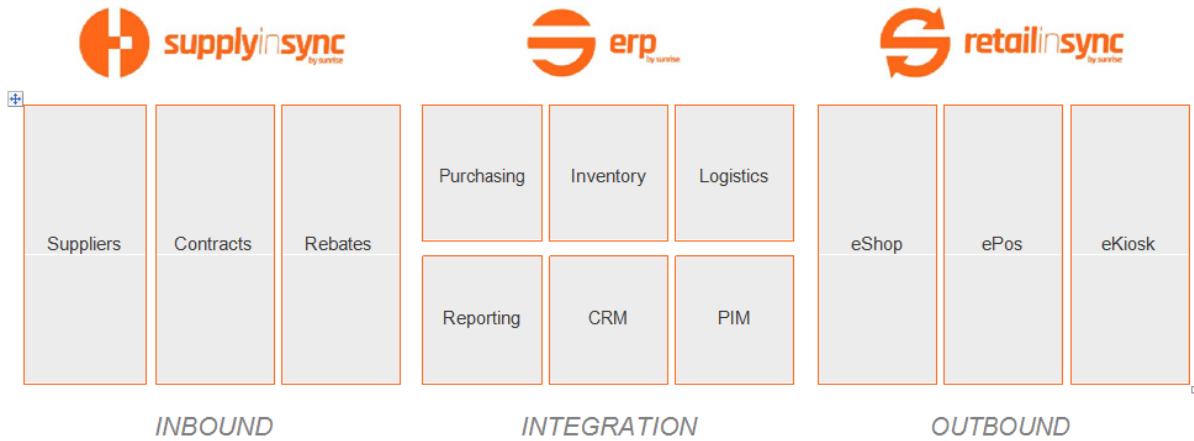 supplyinsync
by sunrise
erp
by sunrise
retailinsync
by sunrise
Suppliers
Contracts
Rebates
Purchasing
Inventory
Logistics
Reporting
CRM
PIM
eShop
ePos
eKiosk
INBOUND
INTEGRATION
OUTBOUND